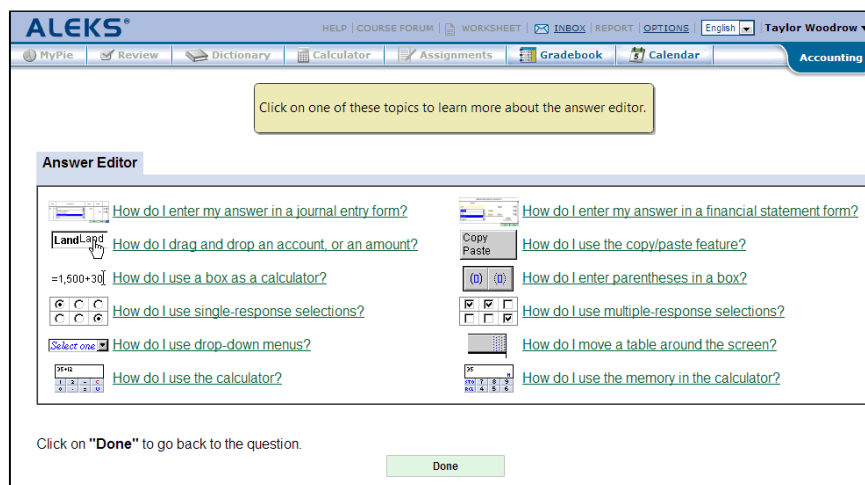 ALEKS®
HELP | COURSE FORUM | WORKSHEET | INBOX | REPORT | OPTIONS | English | Taylor Woodrow
MyPie Review Dictionary Calculator Assignments Gradebook Calendar Accounting
Click on one of these topics to learn more about the answer editor.
Answer Editor
How do I enter my answer in a journal entry form?
How do I enter my answer in a financial statement form?
LandLand How do I drag and drop an account, or an amount?
Copy
Paste
How do I use the copy/paste feature?
=1,500+30 How do I use a box as a calculator?
(0) (0) How do I enter parentheses in a box?
How do I use single-response selections?
How do I use multiple-response selections?
Select one How do I use drop-down menus?
How do I move a table around the screen?
How do I use the calculator?
How do I use the memory in the calculator?
Click on "Done" to go back to the question.
Done